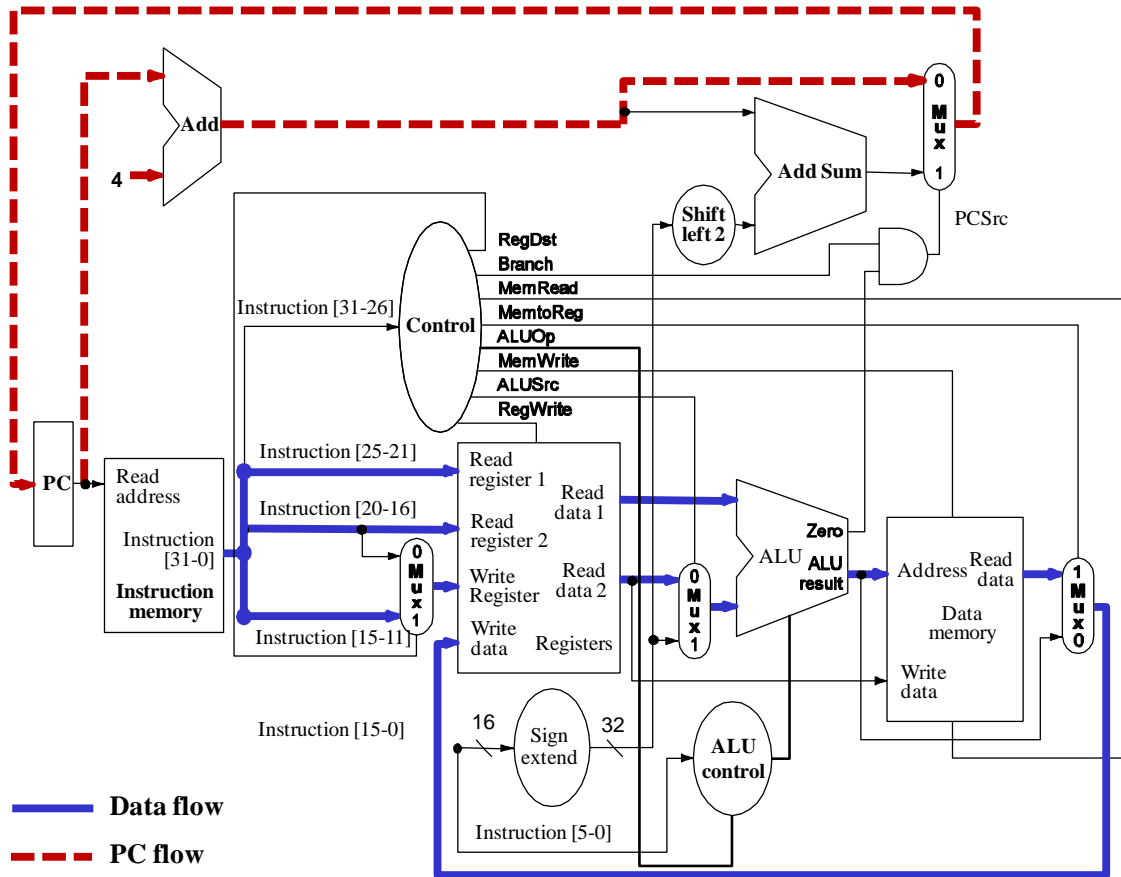 0
Mux
1
Add
4
Add Sum
Shift
left 2
PCSrc
RegDst
Branch
MemRead
MemtoReg
ALUOp
MemWrite
ALUSrc
RegWrite
Instruction [31-26]
Control
PC
Read
address
Instruction
[31-0]
Instruction
memory
Instruction [25-21]
Instruction [20-16]
Instruction [15-11]
0
Mux
1
Read
register 1
Read
register 2
Write
Register
Write
data
Read
data 1
Read
data 2
Registers
0
Mux
1
Zero
ALU
ALU
result
Address
Read
data
Data
memory
Write
data
1
Mux
0
Instruction [15-0]
16
Sign
extend
32
ALU
control
Instruction [5-0]
Data flow
PC flow